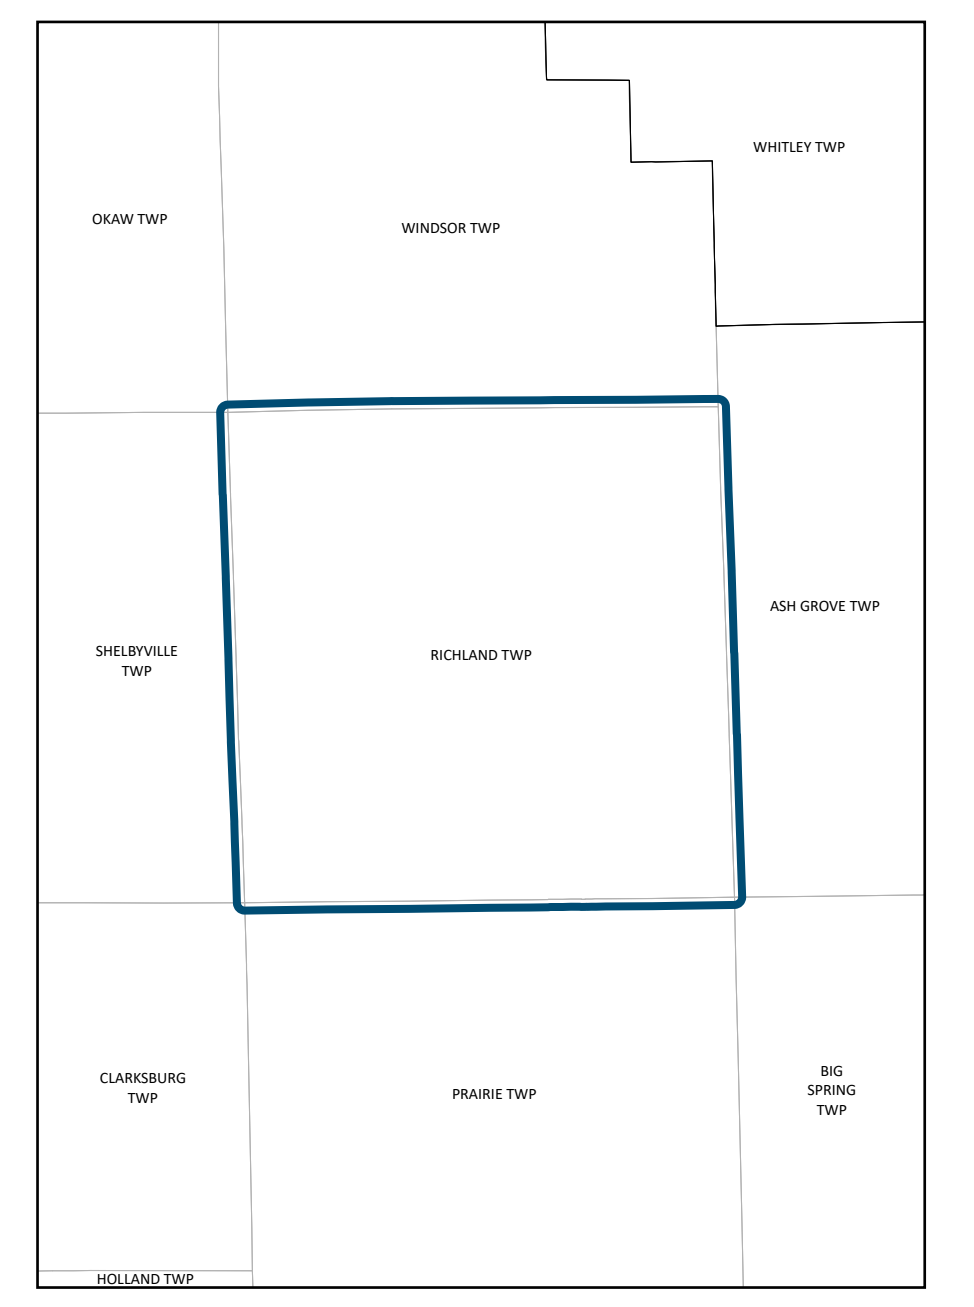 WHITLEY TWP
OKAW TWP
WINDSOR TWP
ASH GROVE TWP
SHELBYVILLE
TWP
RICHLAND TWP
CLARKSBURG
TWP
PRAIRIE TWP
BIG
SPRING
TWP
HOLLAND TWP